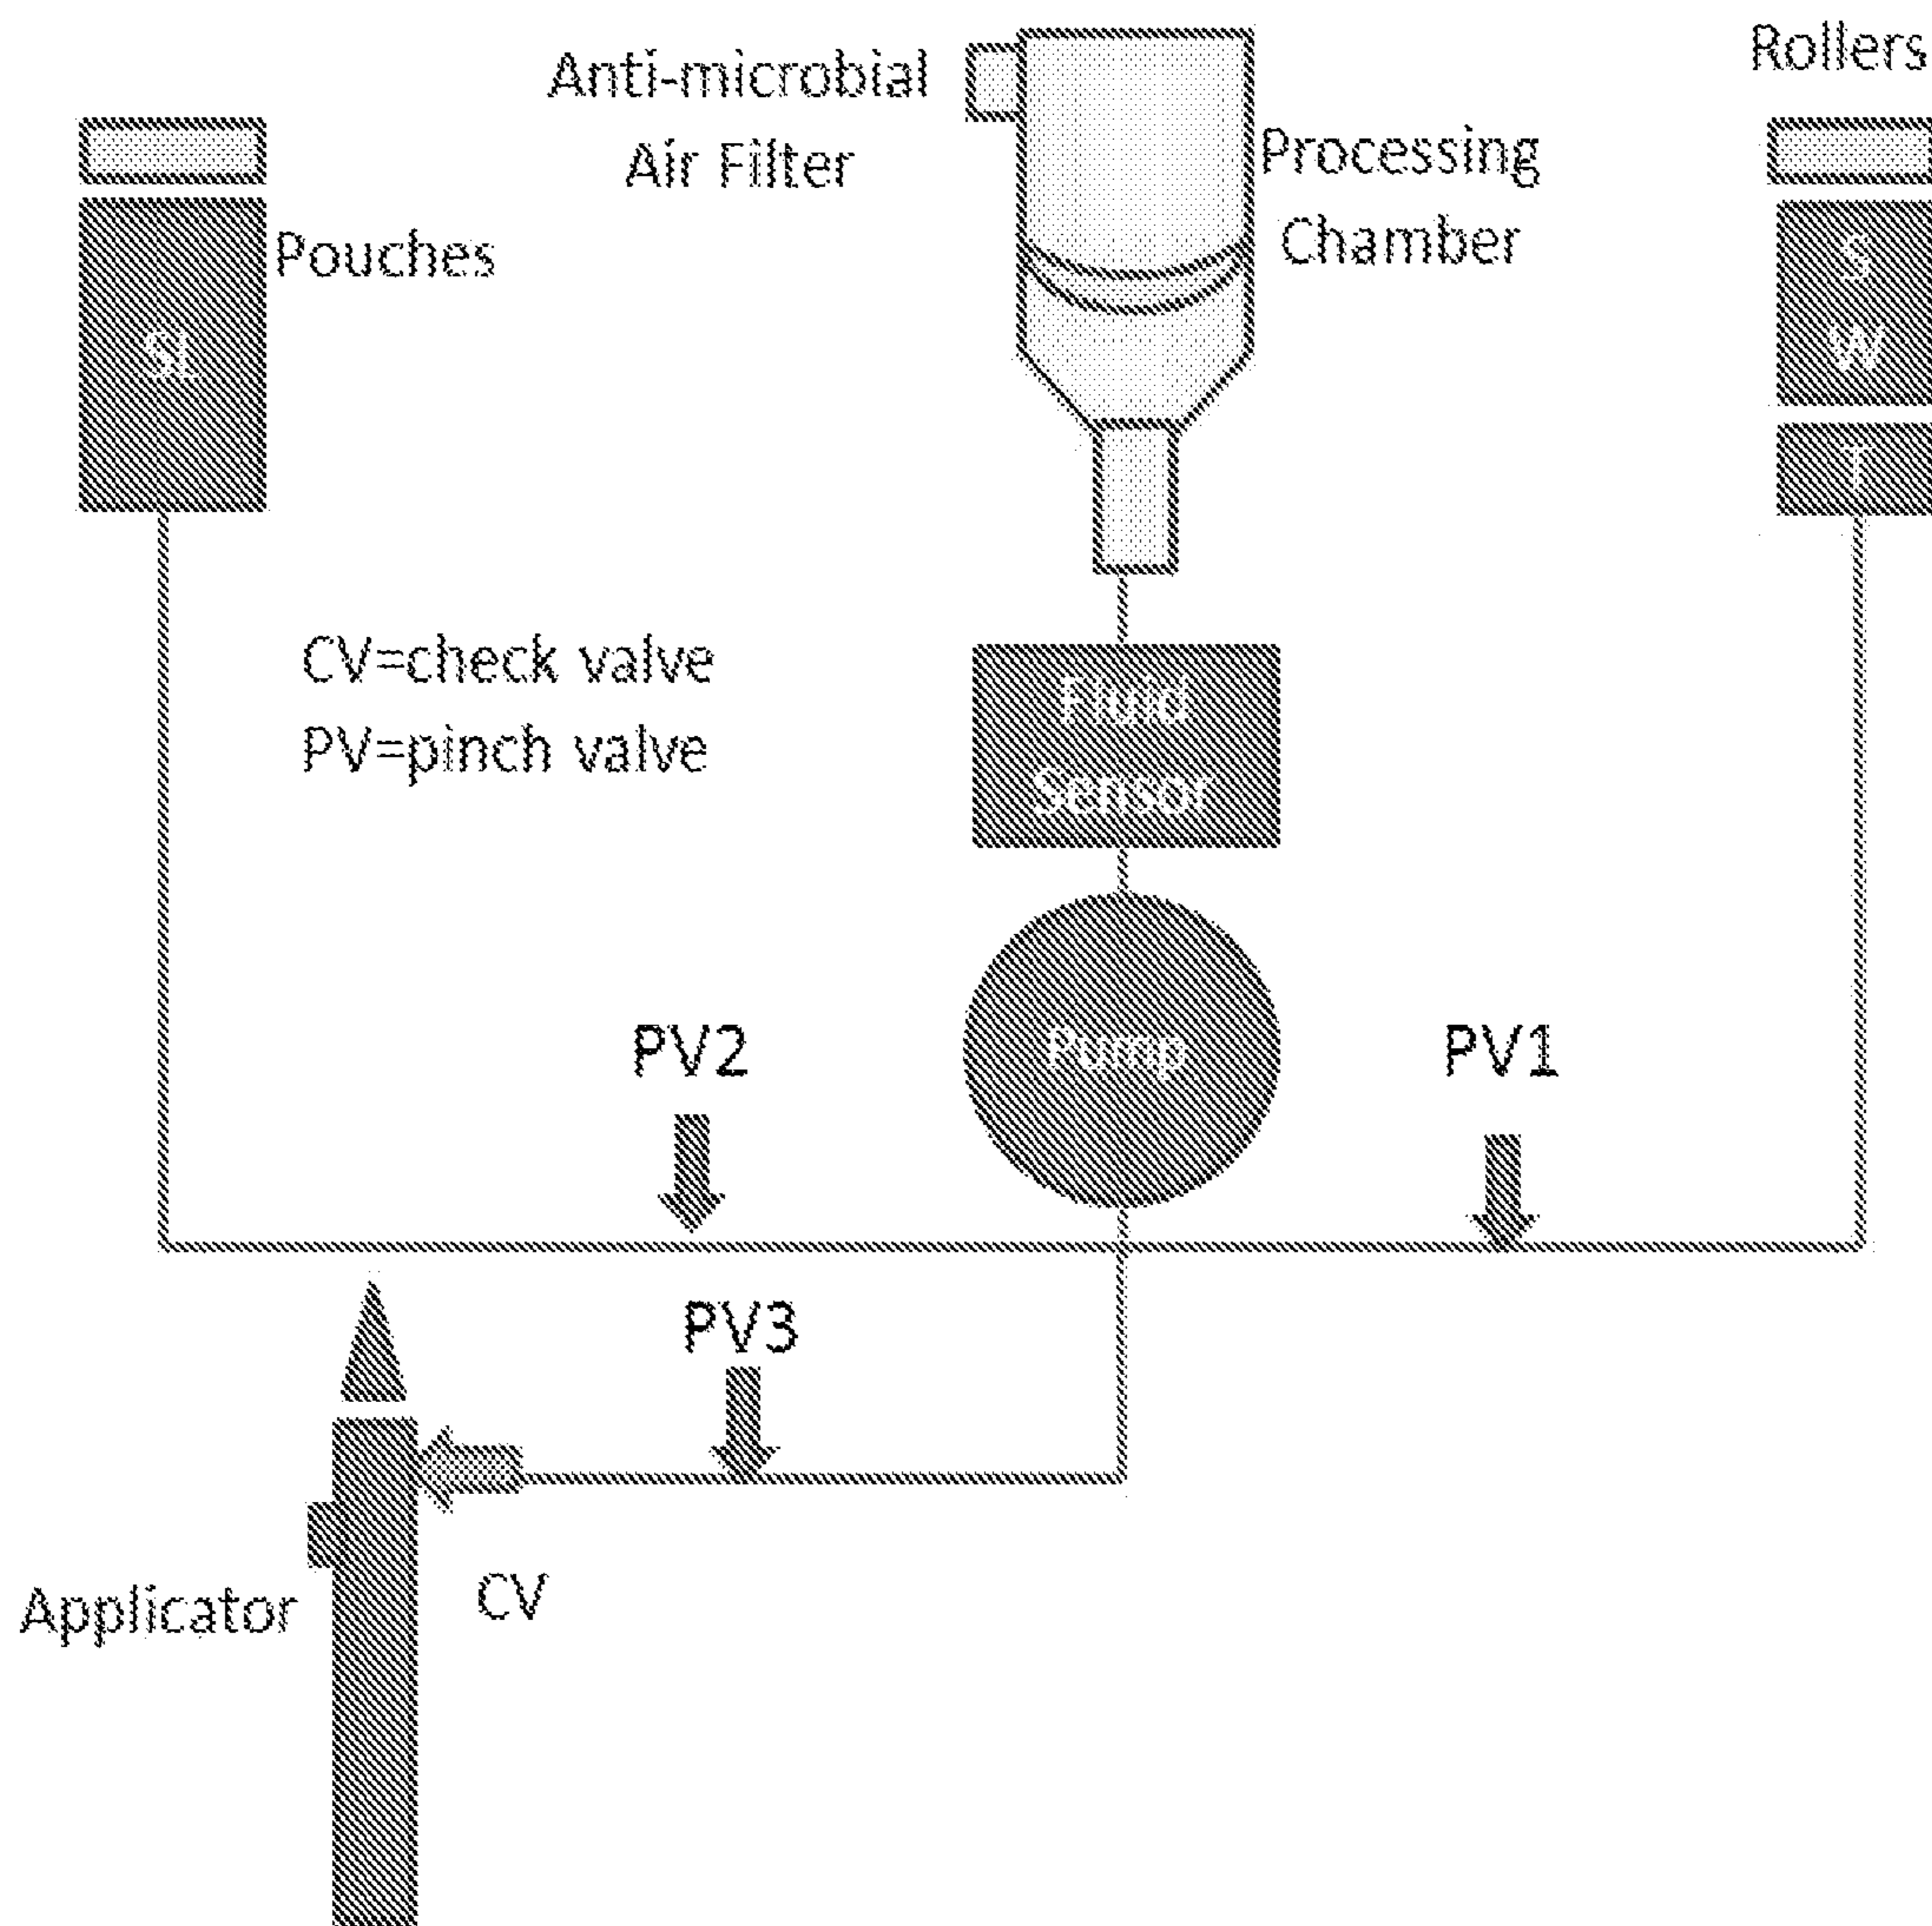 Anti-microbial
Air Filter
Rollers
Processing
Chamber
Pouches
SL
S
W
T
CV=check valve
PV=pinch valve
Fluid
Sensor
Pump
PV2
PV1
PV3
Applicator
CV